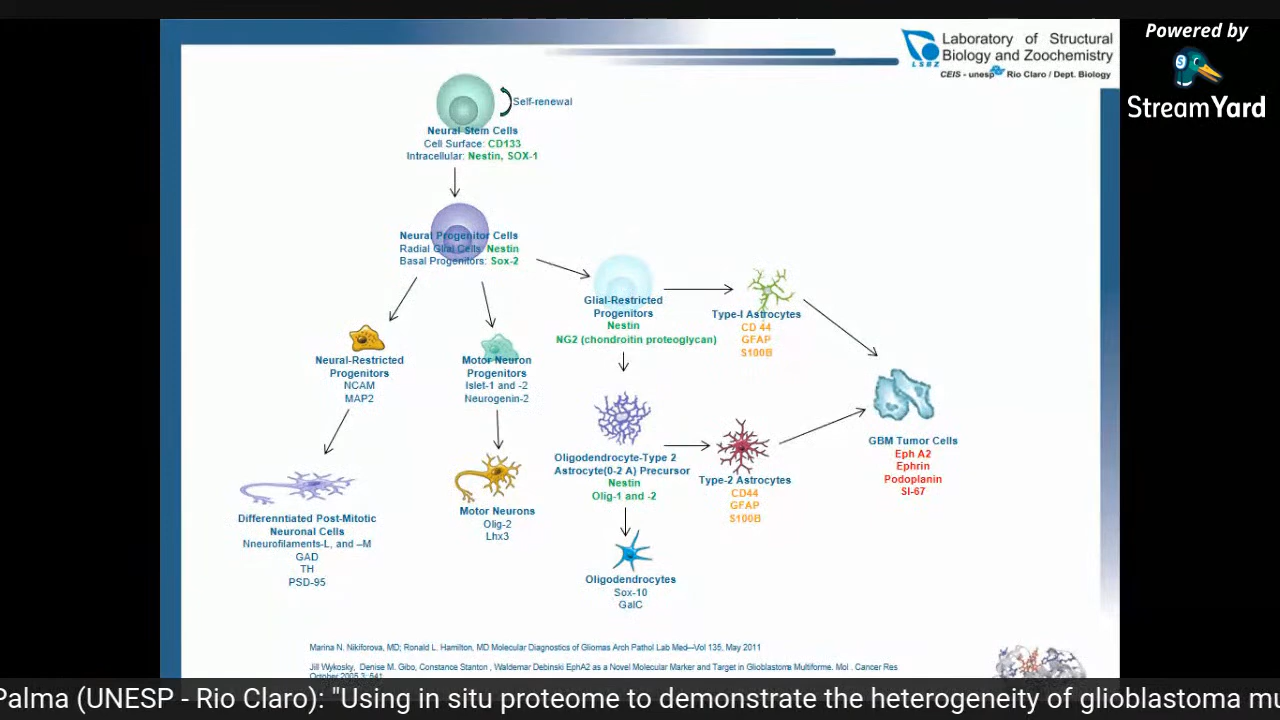 Laboratory of Structural
Biology and Zoochemistry
LSBZ
CEIS - unesp Rio Claro / Dept. Biology
Powered by
StreamYard
Self-renewal
Neural Stem Cells
Cell Surface: CD133
Intracellular: Nestin, SOX-1
Neural Progenitor Cells
Radial Glial Cells: Nestin
Basal Progenitors: Sox-2
Glial-Restricted
Progenitors
Nestin
NG2 (chondroitin proteoglycan)
Type-I Astrocytes
CD 44
GFAP
S100B
Neural-Restricted
Progenitors
NCAM
MAP2
Motor Neuron
Progenitors
Islet-1 and -2
Neurogenin-2
GBM Tumor Cells
Eph A2
Ephrin
Podoplanin
SI-67
Oligodendrocyte-Type 2
Astrocyte(0-2 A) Precursor
Nestin
Olig-1 and -2
Type-2 Astrocytes
CD44
GFAP
S100B
Differenntiated Post-Mitotic
Neuronal Cells
Nneurofilaments-L, and –M
GAD
TH
PSD-95
Motor Neurons
Olig-2
Lhx3
Oligodendrocytes
Sox-10
GalC
Marina N. Nikiforova, MD; Ronald L. Hamilton, MD Molecular Diagnostics of Gliomas Arch Pathol Lab Med—Vol 135, May 2011
Jill Wykosky, Denise M. Gibo, Constance Stanton, Waldemar Debinski EphA2 as a Novel Molecular Marker and Target in Glioblastoma Multiforme. Mol . Cancer Res
October 2005 3; 541
Palma (UNESP - Rio Claro): "Using in situ proteome to demonstrate the heterogeneity of glioblastoma mu